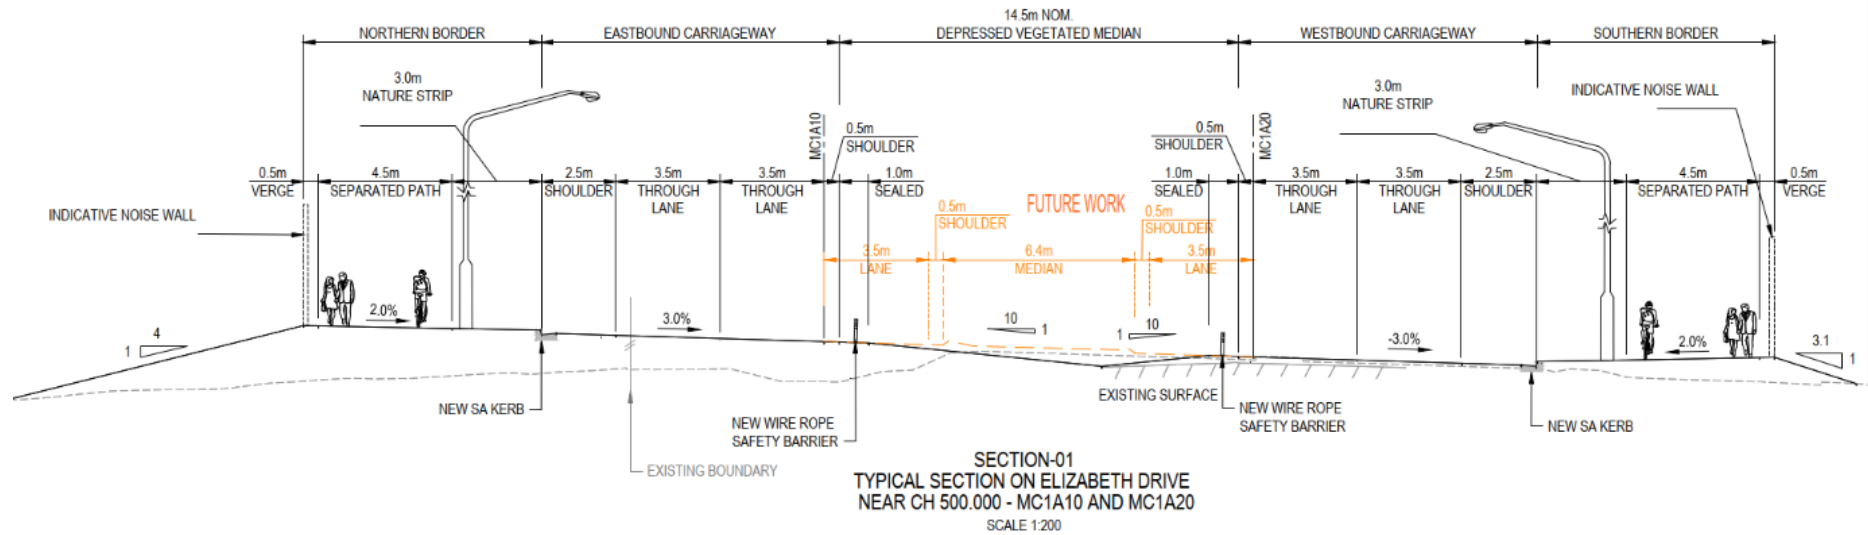 14.5m NOM.
NORTHERN BORDER
EASTBOUND CARRIAGEWAY
DEPRESSED VEGETATED MEDIAN
WESTBOUND CARRIAGEWAY
SOUTHERN BORDER
3.0m
NATURE STRIP
3.0m
NATURE STRIP
INDICATIVE NOISE WALL
MC1A10
0.5m
SHOULDER
0.5m
SHOULDER
MC1A20
0.5m
VERGE
4.5m
SEPARATED PATH
2.5m
SHOULDER
3.5m
THROUGH
LANE
3.5m
THROUGH
LANE
1.0m
SEALED
1.0m
SEALED
3.5m
THROUGH
LANE
3.5m
THROUGH
LANE
2.5m
SHOULDER
4.5m
SEPARATED PATH
0.5m
VERGE
INDICATIVE NOISE WALL
FUTURE WORK
0.5m
SHOULDER
0.5m
SHOULDER
3.5m
LANE
6.4m
MEDIAN
3.5m
LANE
4
1
2.0%
3.0%
10
1
10
1
-3.0%
2.0%
3.1
1
NEW SA KERB
EXISTING BOUNDARY
NEW WIRE ROPE
SAFETY BARRIER
EXISTING SURFACE
NEW WIRE ROPE
SAFETY BARRIER
NEW SA KERB
SECTION-01
TYPICAL SECTION ON ELIZABETH DRIVE
NEAR CH 500.000 - MC1A10 AND MC1A20
SCALE 1:200